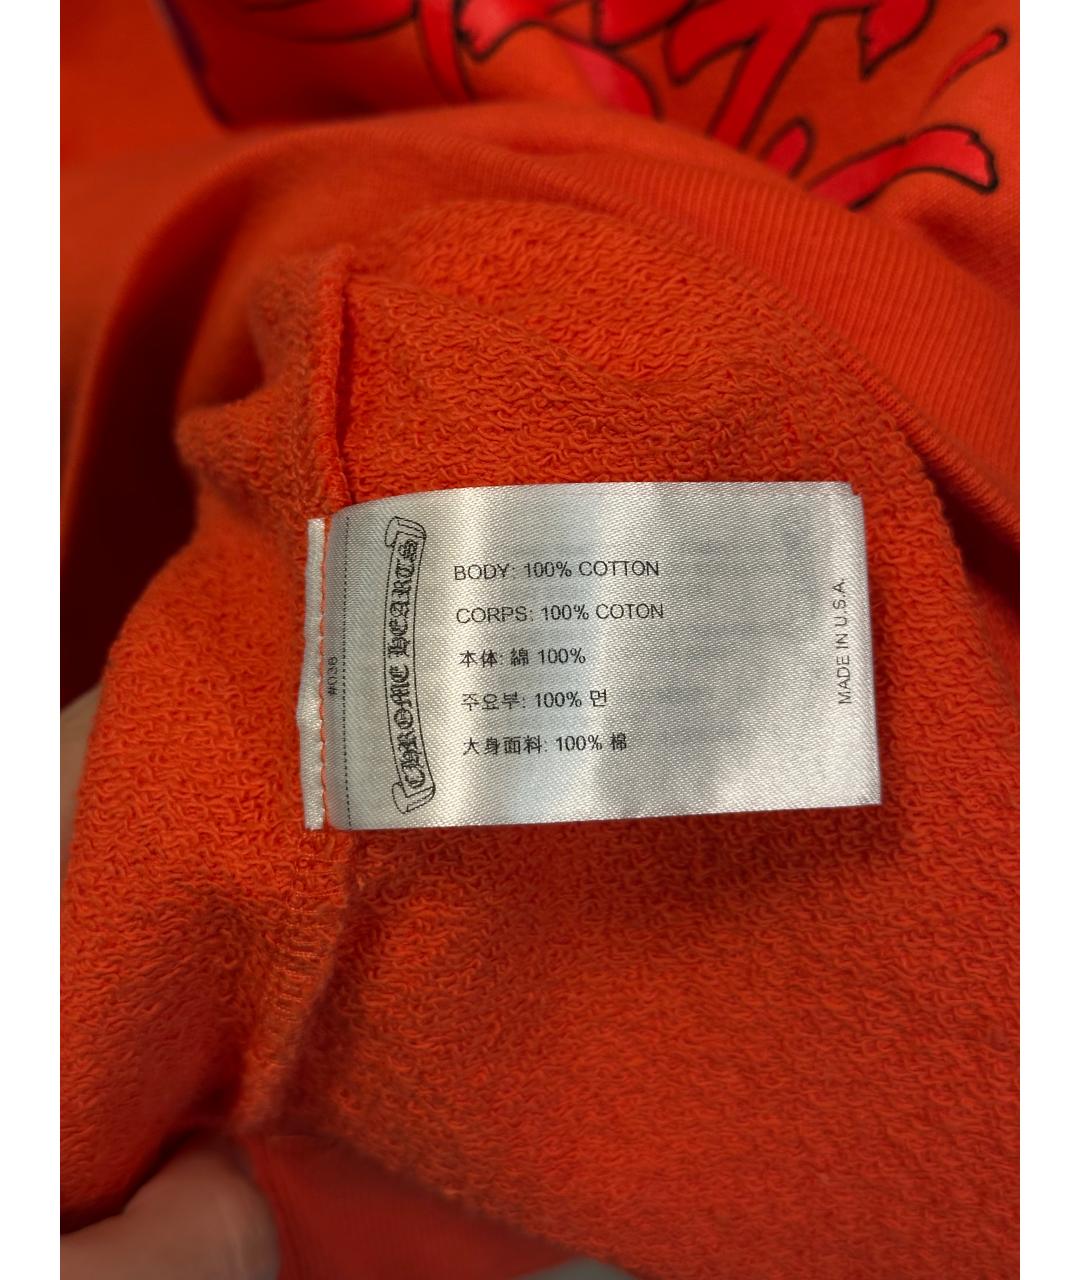 BODY: 100% COTTON
CORPS: 100% COTON
本体: 綿 100%
주요부: 100% 면
大身面料: 100% 棉
CHROME HEARTS
#038
MADE IN U.S.A.